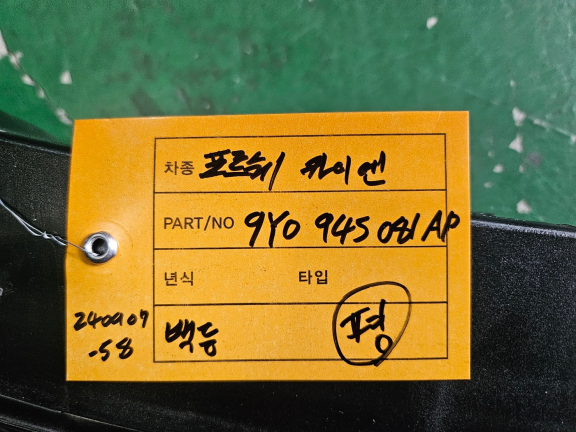 차종 포르쉐 카이엔
PART/NO 9Y0 945 081 AP
년식 타입
240907
-58
백등
평